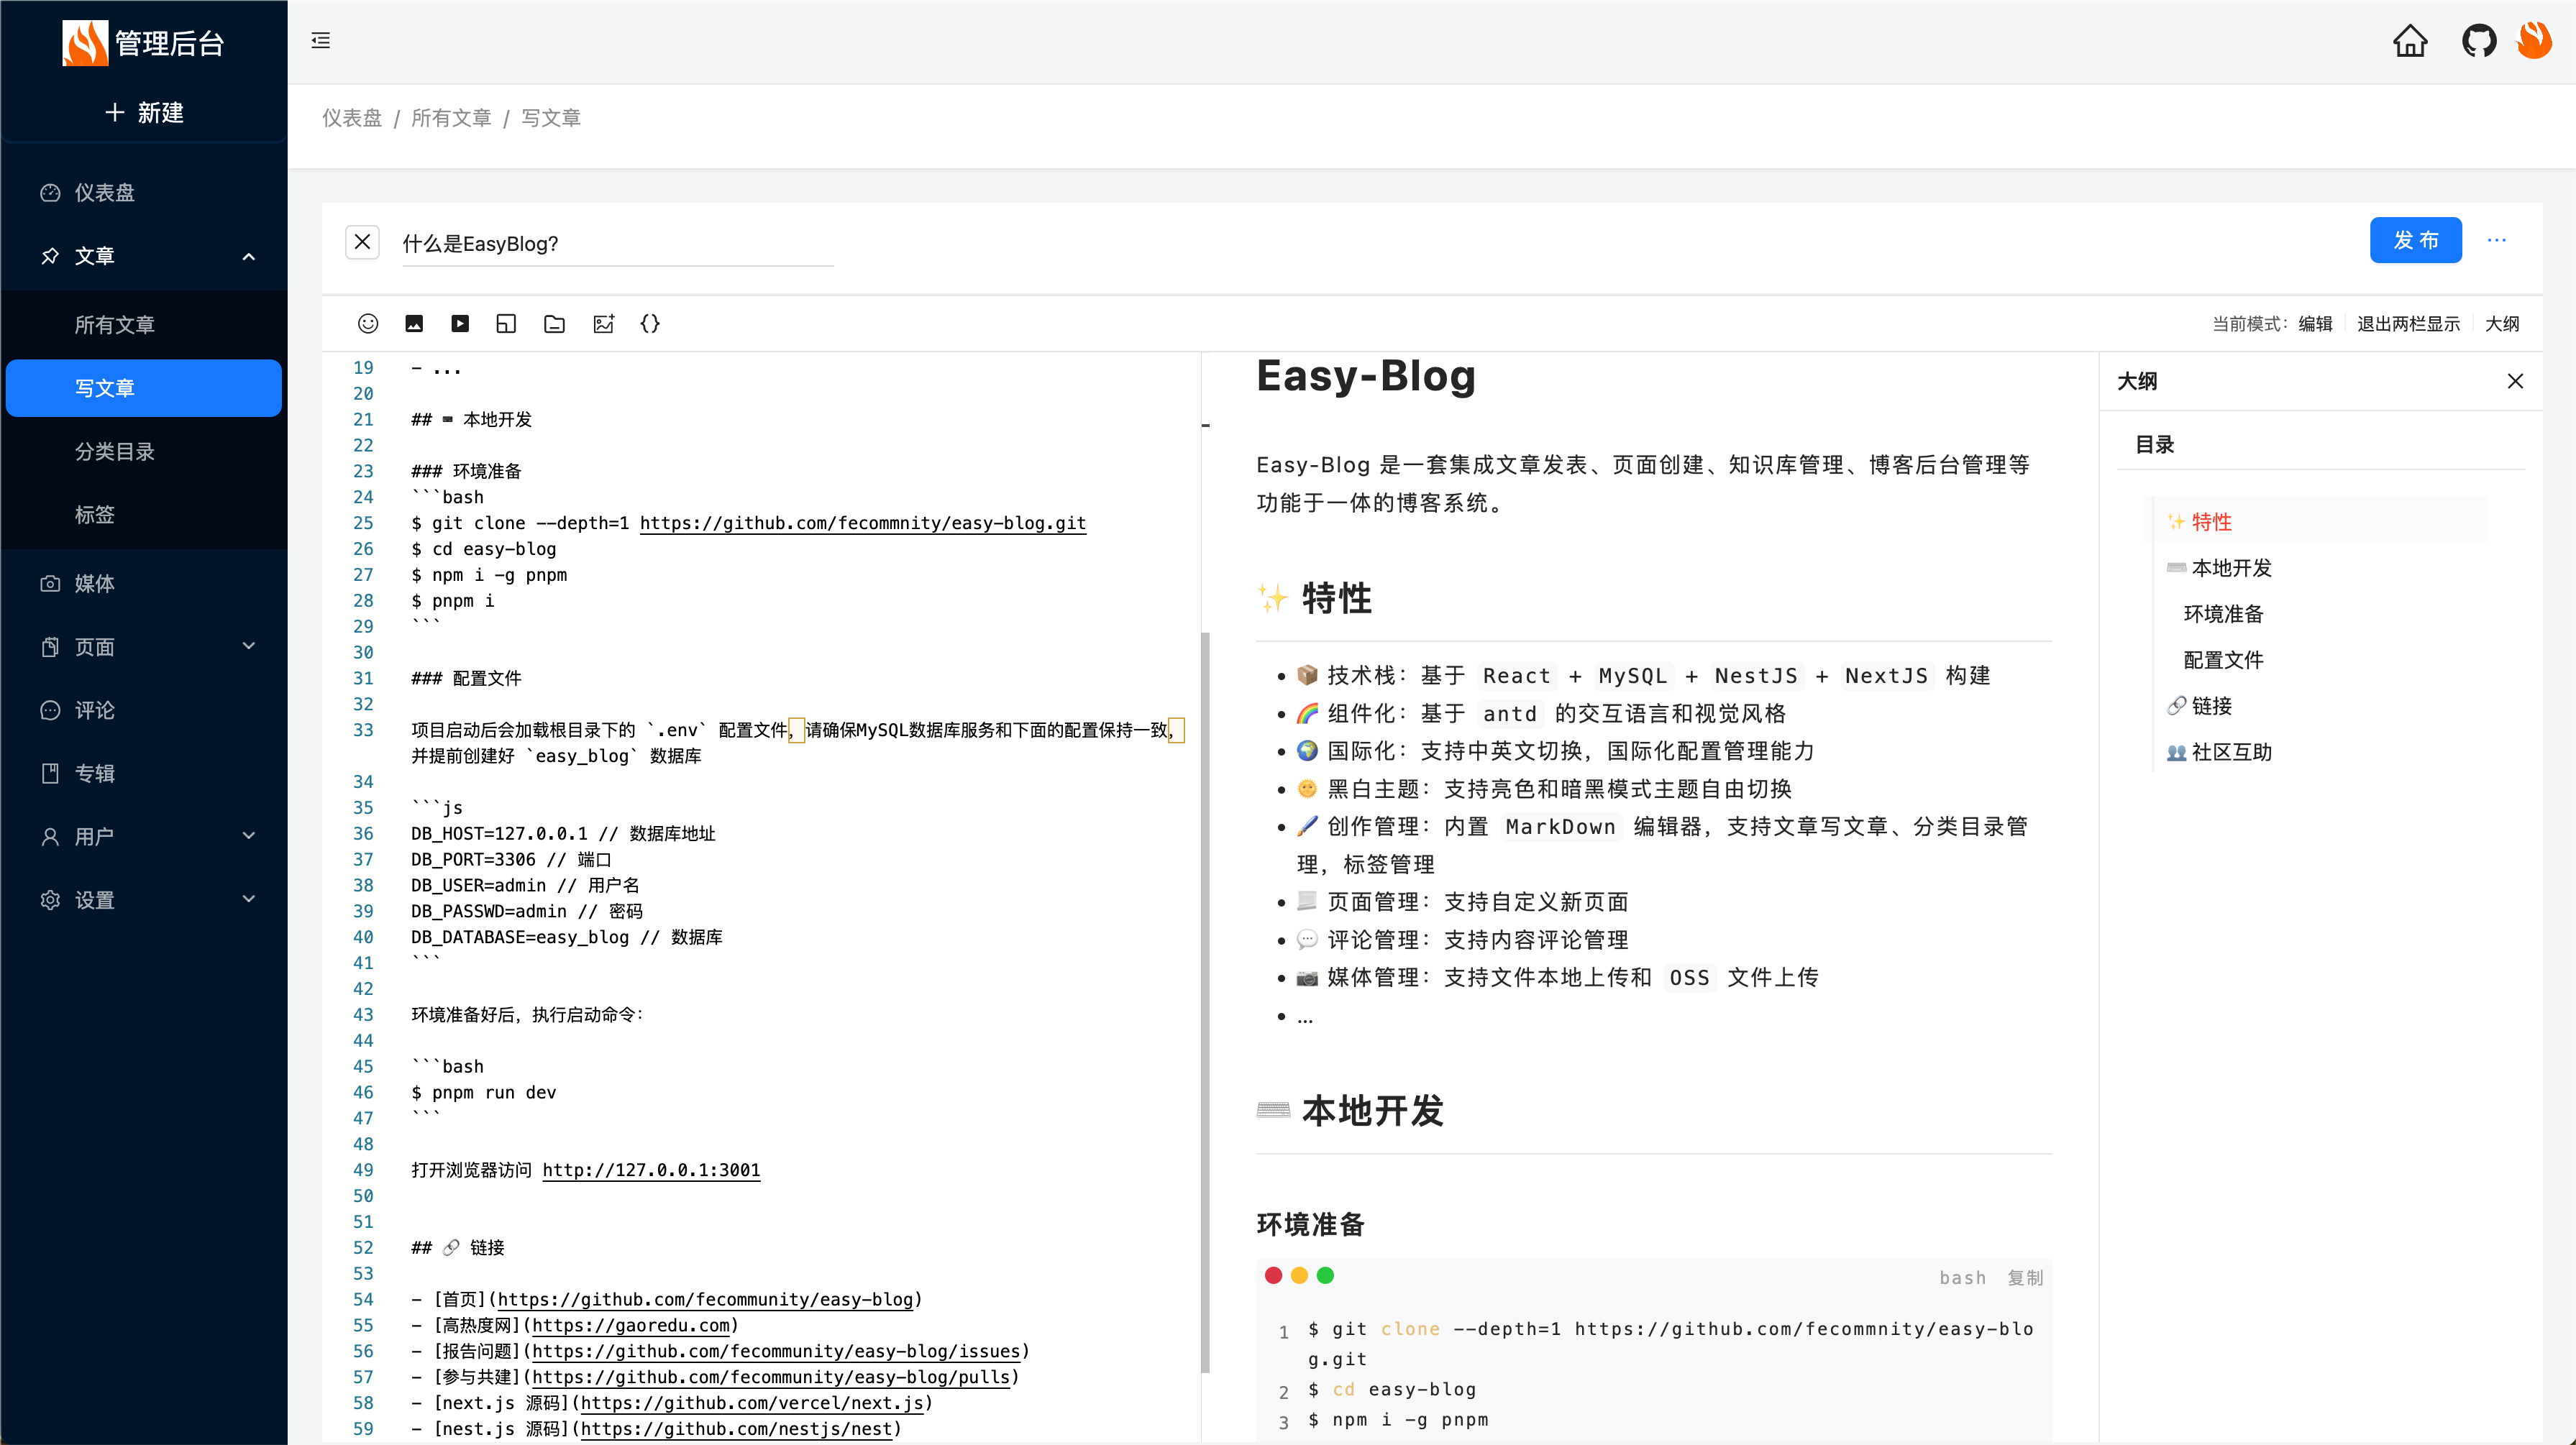 管理后台
新建
仪表盘
文章
所有文章
写文章
分类目录
标签
媒体
页面
评论
专辑
用户
设置
仪表盘 / 所有文章 / 写文章
什么是EasyBlog?
发 布
当前模式: 编辑 退出两栏显示 大纲
19 - ...
20
21 ## ⌨ 本地开发
22
23 ### 环境准备
24 ```bash
25 $ git clone --depth=1 https://github.com/fecommnity/easy-blog.git
26 $ cd easy-blog
27 $ npm i -g pnpm
28 $ pnpm i
29 ```
30
31 ### 配置文件
32
33 项目启动后会加载根目录下的 `.env` 配置文件，请确保MySQL数据库服务和下面的配置保持一致，
并提前创建好 `easy_blog` 数据库
34
35 ```js
36 DB_HOST=127.0.0.1 // 数据库地址
37 DB_PORT=3306 // 端口
38 DB_USER=admin // 用户名
39 DB_PASSWD=admin // 密码
40 DB_DATABASE=easy_blog // 数据库
41 ```
42
43 环境准备好后，执行启动命令：
44
45 ```bash
46 $ pnpm run dev
47 ```
48
49 打开浏览器访问 http://127.0.0.1:3001
50
51
52 ## 🔗 链接
53
54 - [首页](https://github.com/fecommunity/easy-blog)
55 - [高热度网](https://gaoredu.com)
56 - [报告问题](https://github.com/fecommunity/easy-blog/issues)
57 - [参与共建](https://github.com/fecommunity/easy-blog/pulls)
58 - [next.js 源码](https://github.com/vercel/next.js)
59 - [nest.js 源码](https://github.com/nestjs/nest)
Easy-Blog
Easy-Blog 是一套集成文章发表、页面创建、知识库管理、博客后台管理等
功能于一体的博客系统。
✨ 特性
• 📦 技术栈：基于 React + MySQL + NestJS + NextJS 构建
• 🌈 组件化：基于 antd 的交互语言和视觉风格
• 🌍 国际化：支持中英文切换，国际化配置管理能力
• 🌞 黑白主题：支持亮色和暗黑模式主题自由切换
• 🖌️ 创作管理：内置 MarkDown 编辑器，支持文章写文章、分类目录管
理，标签管理
• 📃 页面管理：支持自定义新页面
• 💬 评论管理：支持内容评论管理
• 📷️ 媒体管理：支持文件本地上传和 OSS 文件上传
• ...
⌨️ 本地开发
环境准备
bash 复制
1 $ git clone --depth=1 https://github.com/fecommnity/easy-blo
g.git
2 $ cd easy-blog
3 $ npm i -g pnpm
大纲
目录
✨ 特性
⌨️ 本地开发
环境准备
配置文件
🔗 链接
👥 社区互助